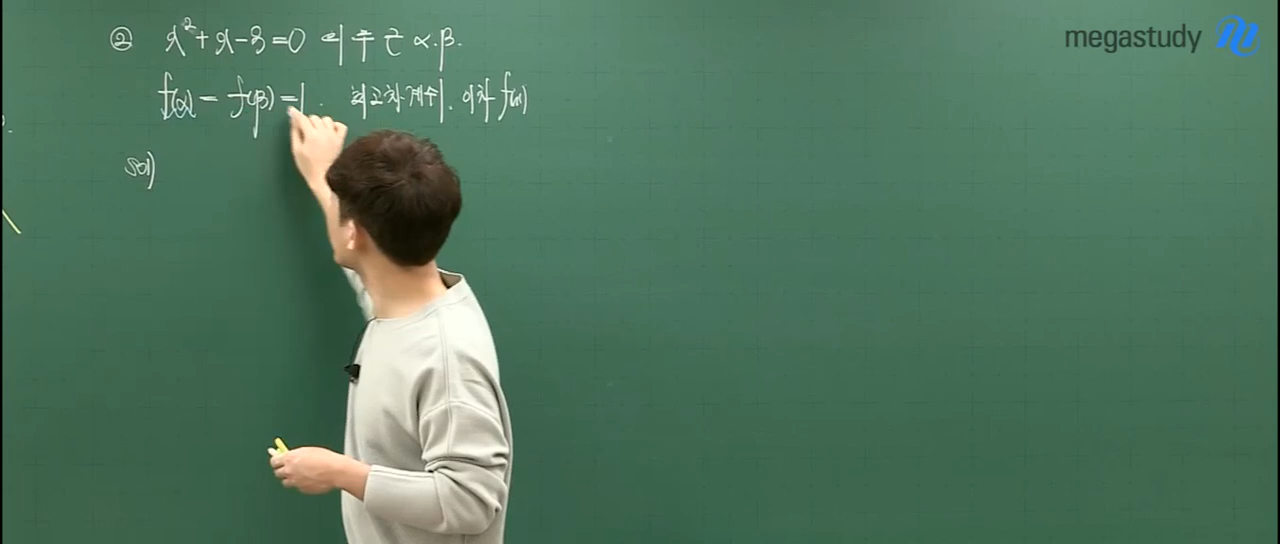 megastudy
② x²+x-3=0 의 두 근 α.β.
f(α) = f(β) = 1. 최고차계수 1. 이차 f(x)
sol)